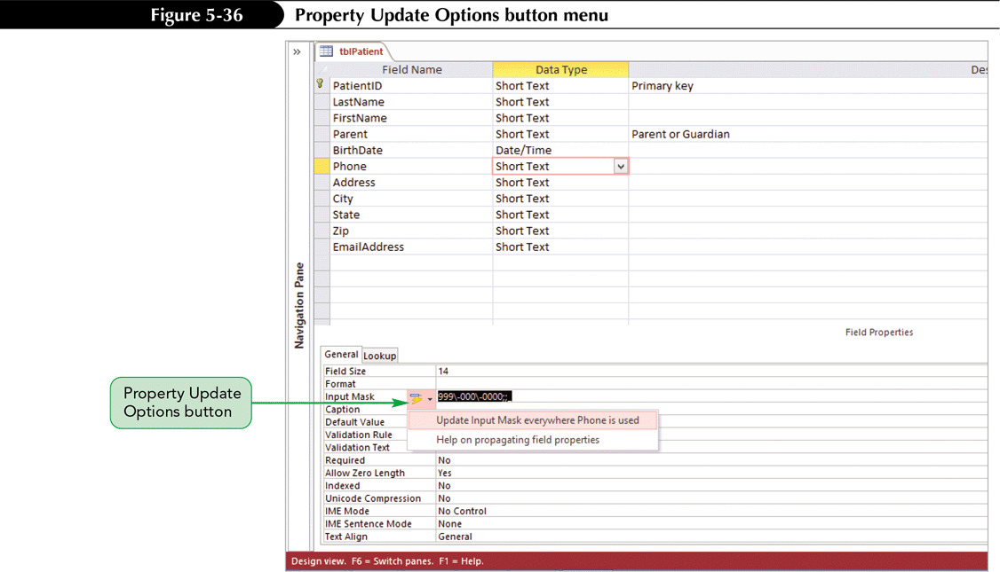 Figure 5-36 Property Update Options button menu
» tblPatient
Field Name Data Type Des
PatientID Short Text Primary key
LastName Short Text
FirstName Short Text
Parent Short Text Parent or Guardian
BirthDate Date/Time
Phone Short Text
Address Short Text
City Short Text
State Short Text
Zip Short Text
EmailAddress Short Text
Navigation Pane
Field Properties
General Lookup
Field Size 14
Format
Input Mask 999\-000\-0000;;_
Caption
Default Value
Validation Rule
Validation Text
Update Input Mask everywhere Phone is used
Help on propagating field properties
Property Update
Options button
Required No
Allow Zero Length Yes
Indexed No
Unicode Compression No
IME Mode No Control
IME Sentence Mode None
Text Align General
Design view. F6 = Switch panes. F1 = Help.